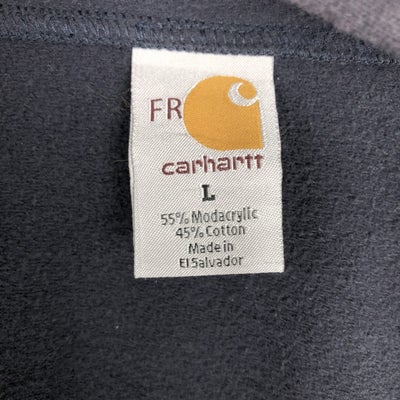 FR
carhartt
L
55% Modacrylic
45% Cotton
Made in
El Salvador